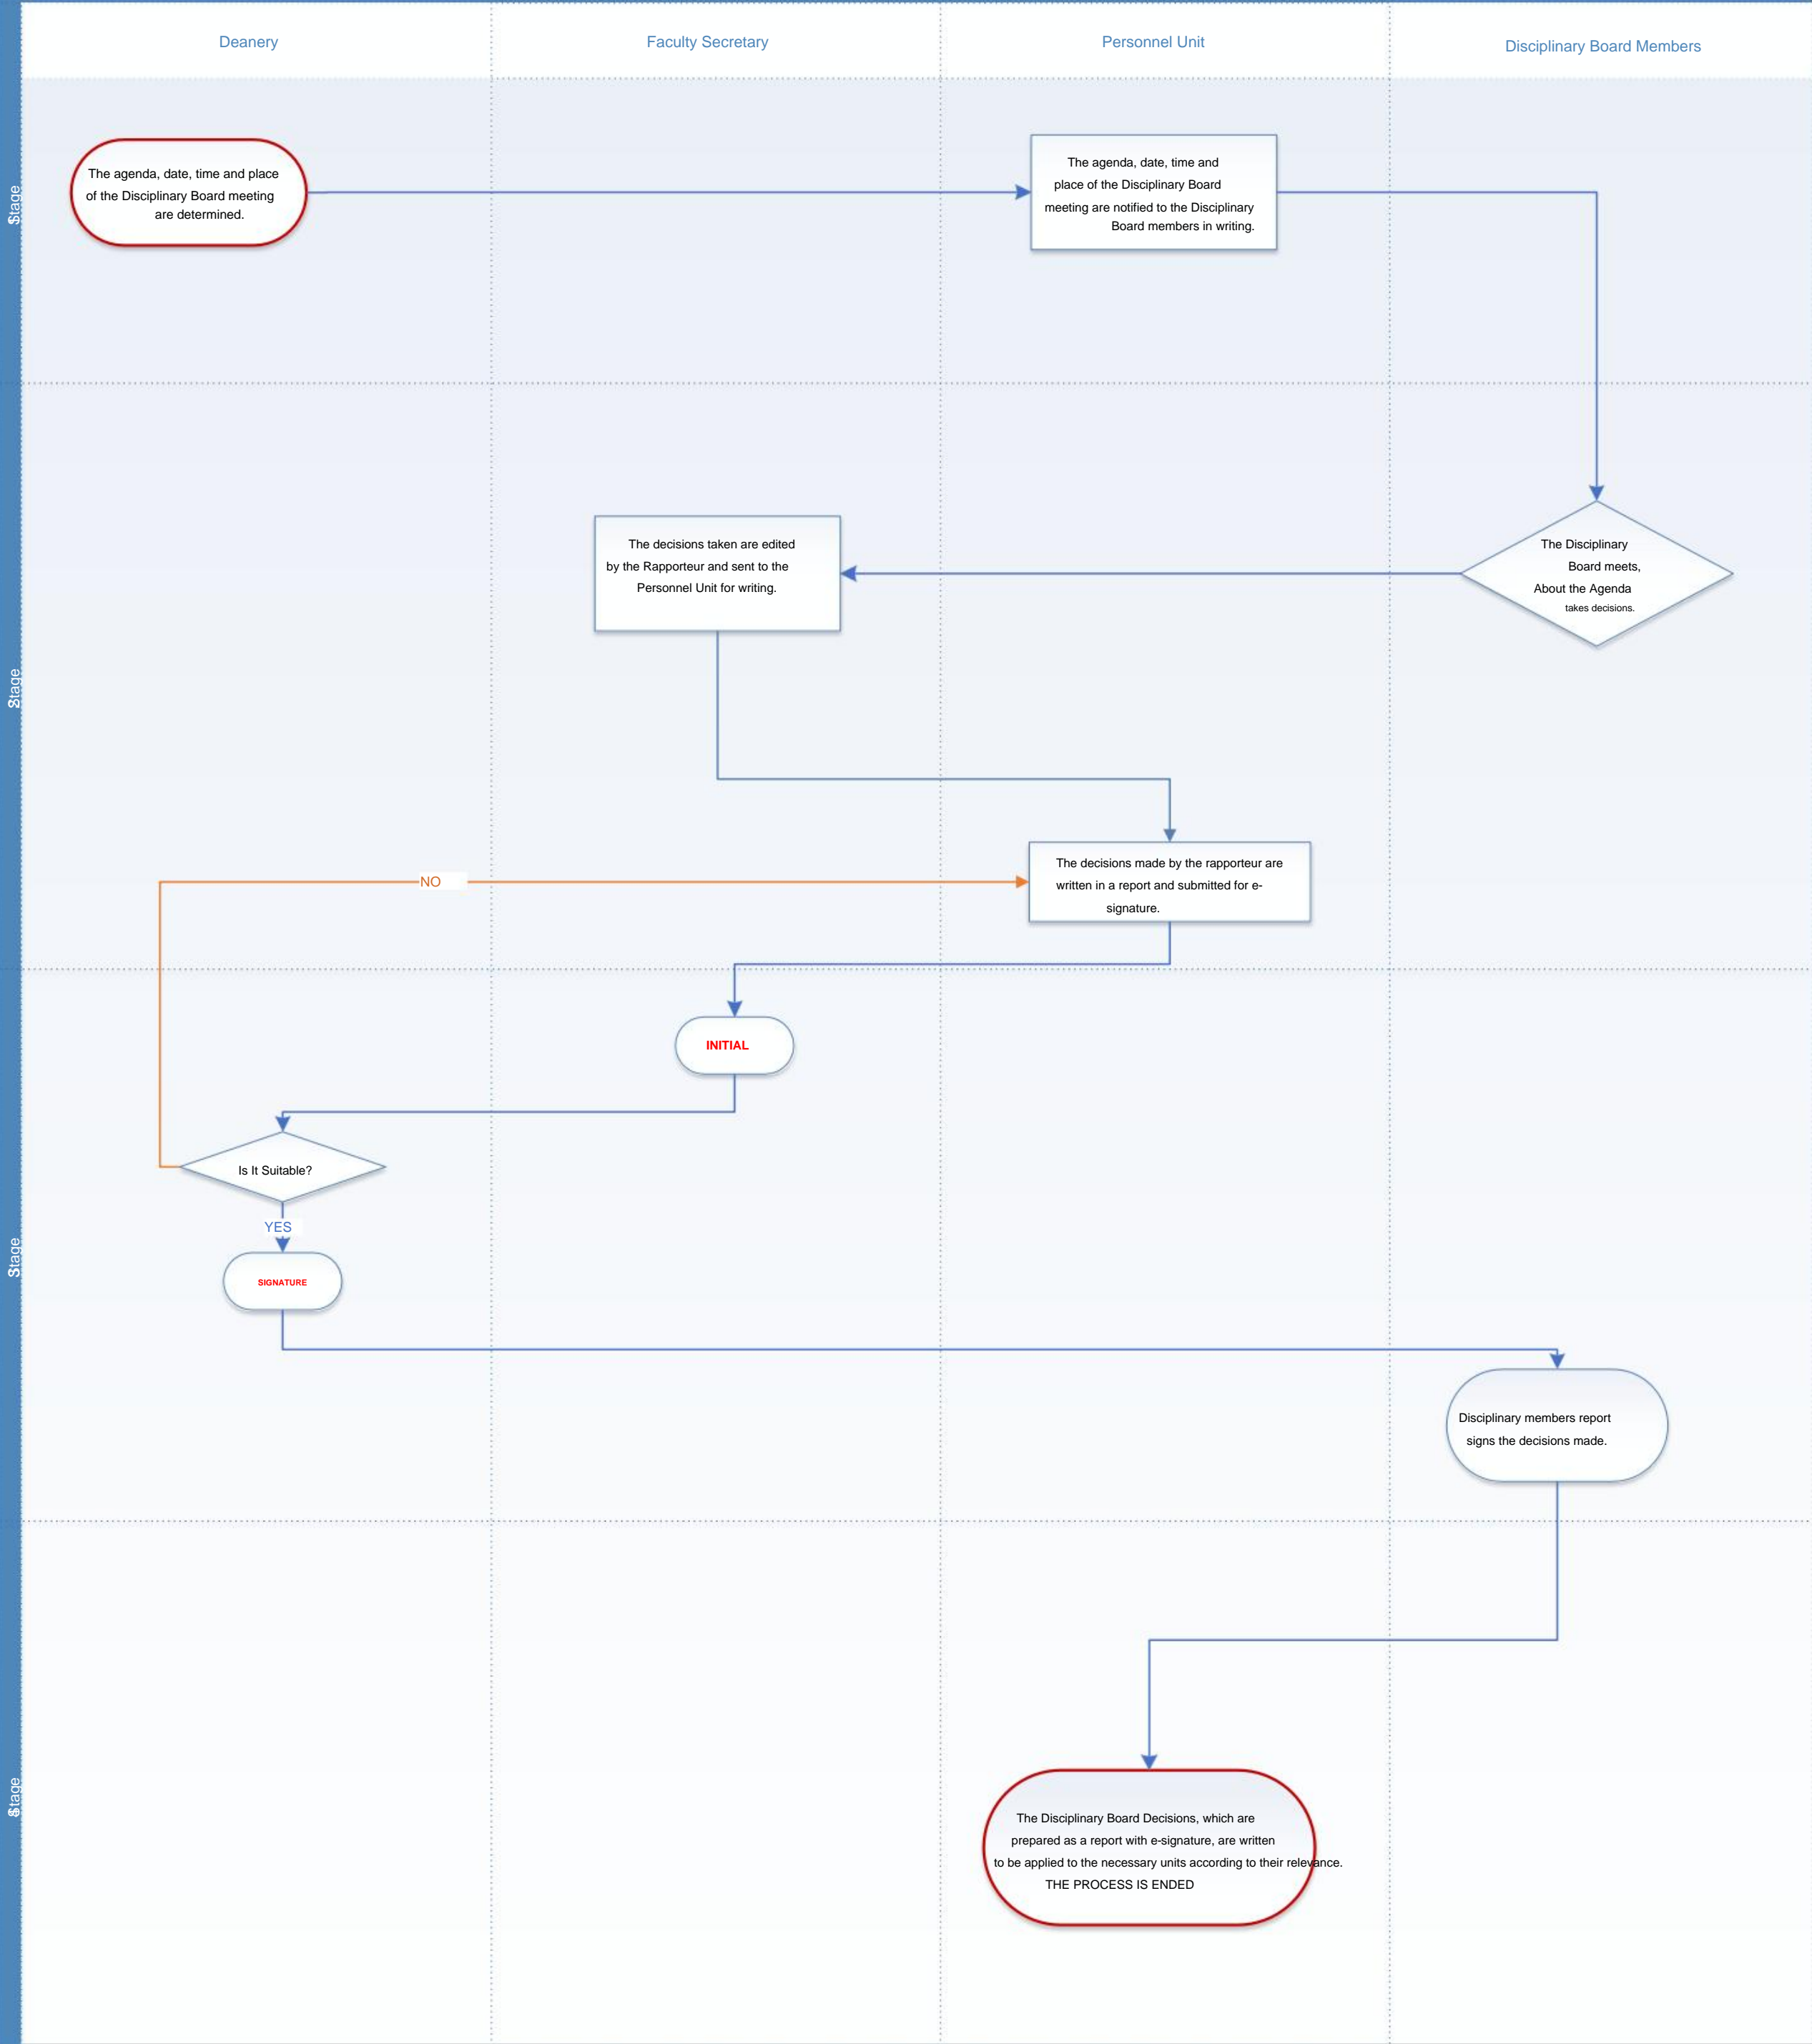 Deanery
Faculty Secretary
Personnel Unit
Disciplinary Board Members
Stage
The agenda, date, time and place
of the Disciplinary Board meeting
are determined.
The agenda, date, time and
place of the Disciplinary Board
meeting are notified to the Disciplinary
Board members in writing.
Stage
The decisions taken are edited
by the Rapporteur and sent to the
Personnel Unit for writing.
The Disciplinary
Board meets,
About the Agenda
takes decisions.
The decisions made by the rapporteur are
written in a report and submitted for e-
signature.
NO
Stage
INITIAL
Is It Suitable?
YES
SIGNATURE
Disciplinary members report
signs the decisions made.
Stage
The Disciplinary Board Decisions, which are
prepared as a report with e-signature, are written
to be applied to the necessary units according to their relevance.
THE PROCESS IS ENDED